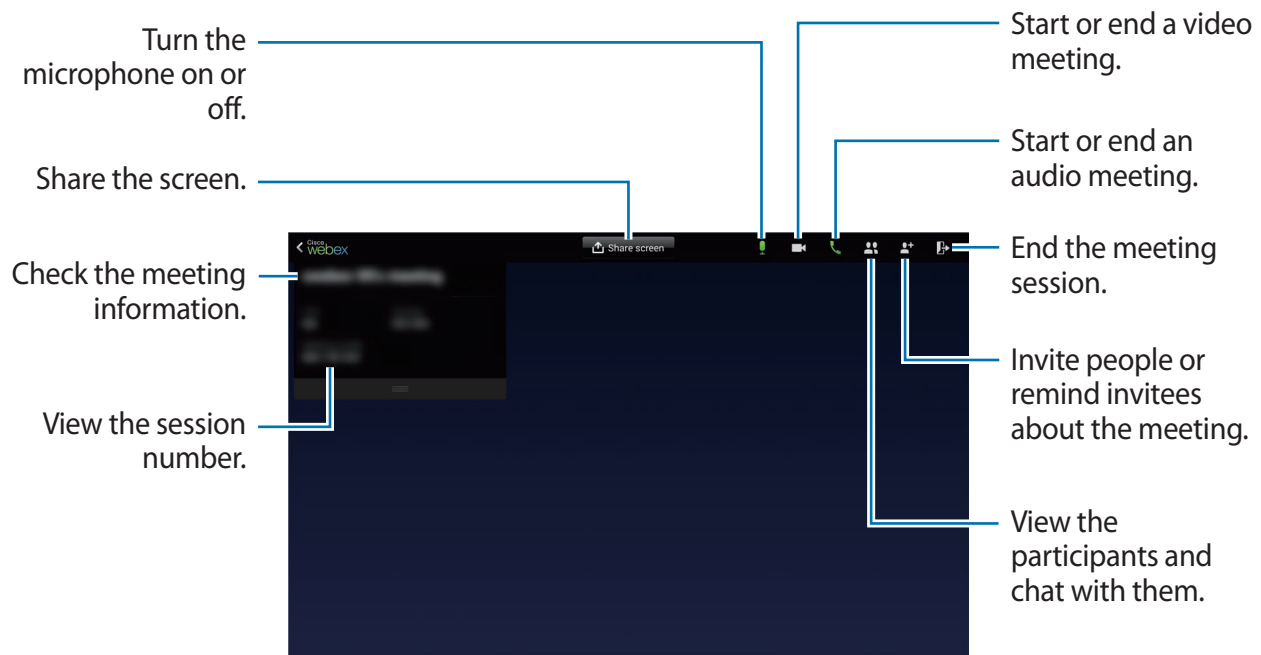 Turn the
microphone on or
off.
Share the screen.
Check the meeting
information.
View the session
number.
Cisco
webex
Share screen
Start or end a video
meeting.
Start or end an
audio meeting.
End the meeting
session.
Invite people or
remind invitees
about the meeting.
View the
participants and
chat with them.